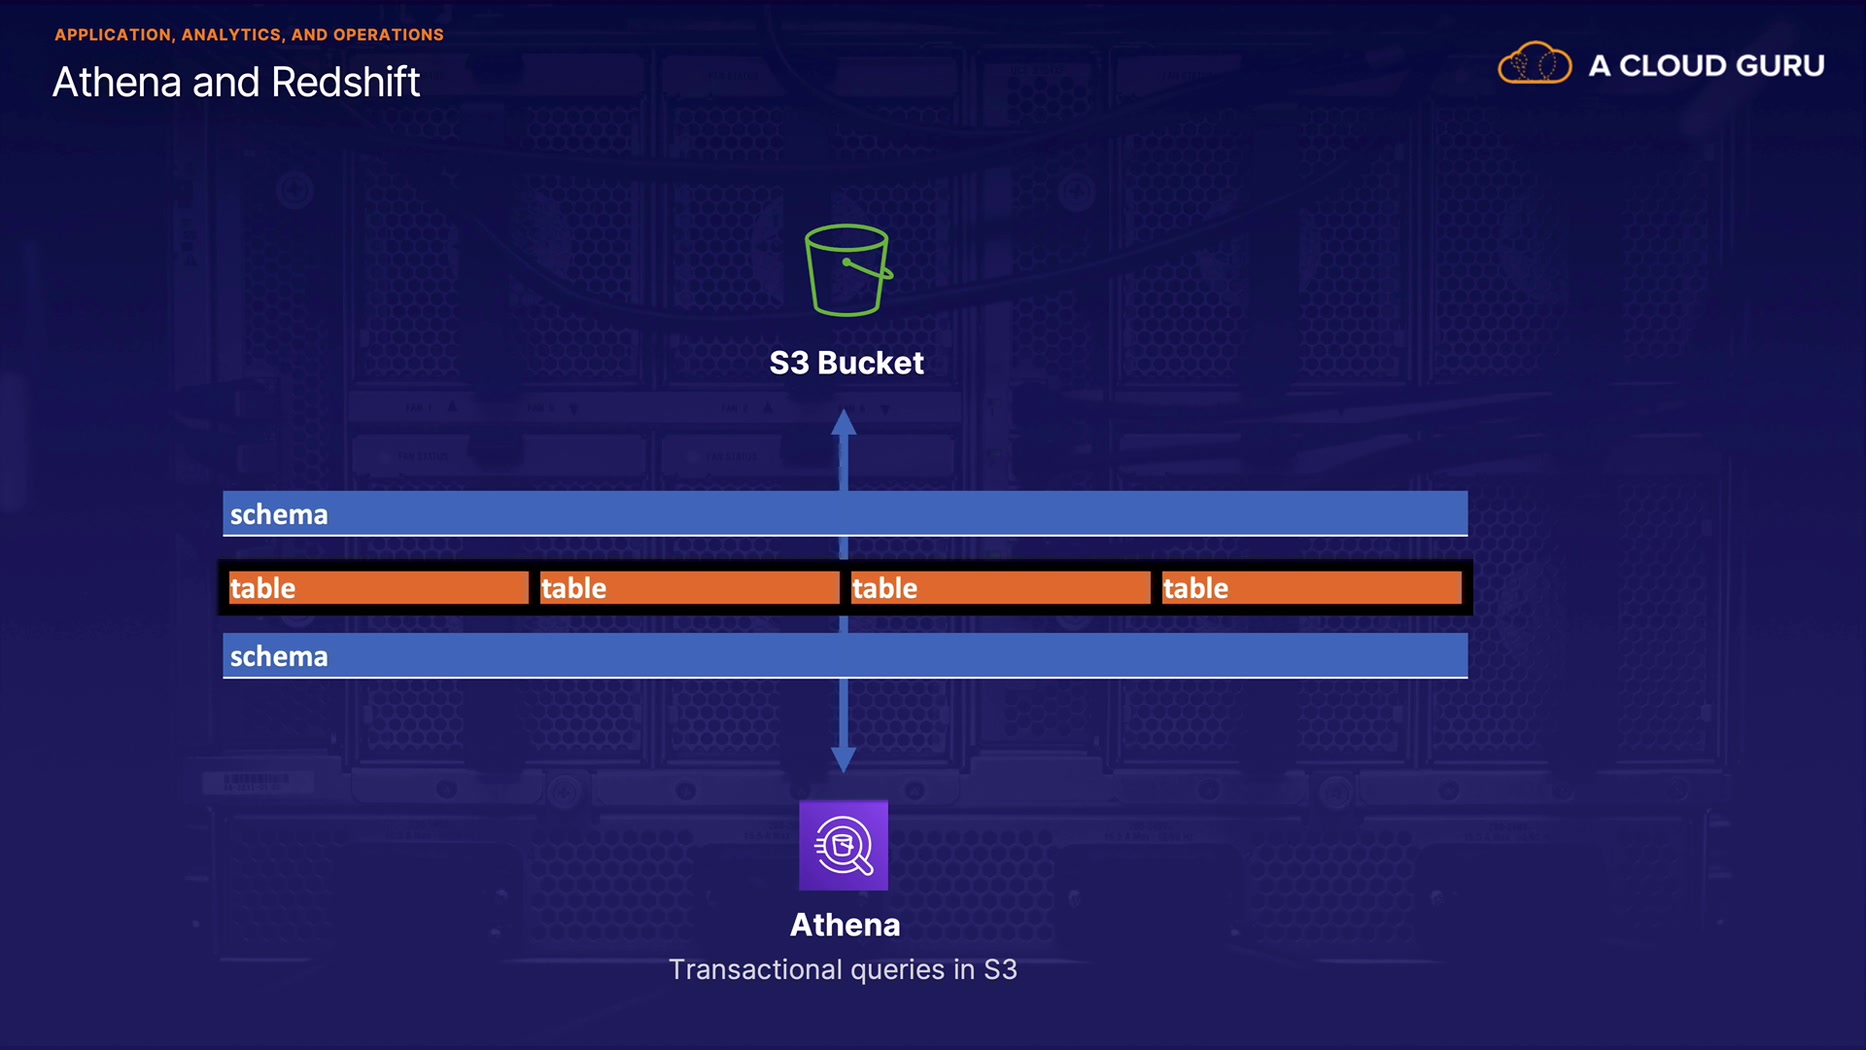 APPLICATION, ANALYTICS, AND OPERATIONS
Athena and Redshift
A CLOUD GURU
S3 Bucket
schema
table table table table
schema
Athena
Transactional queries in S3